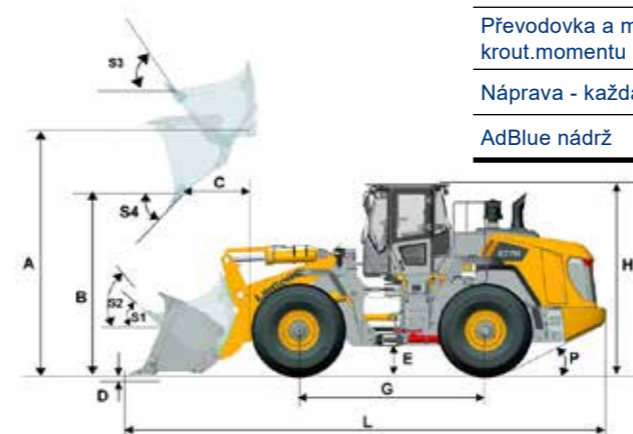 Převodovka a m
krout.momentu
Náprava - každá
AdBlue nádrž
S3
C
S4
A
B
H
S2
S1
E
P
D
G
L